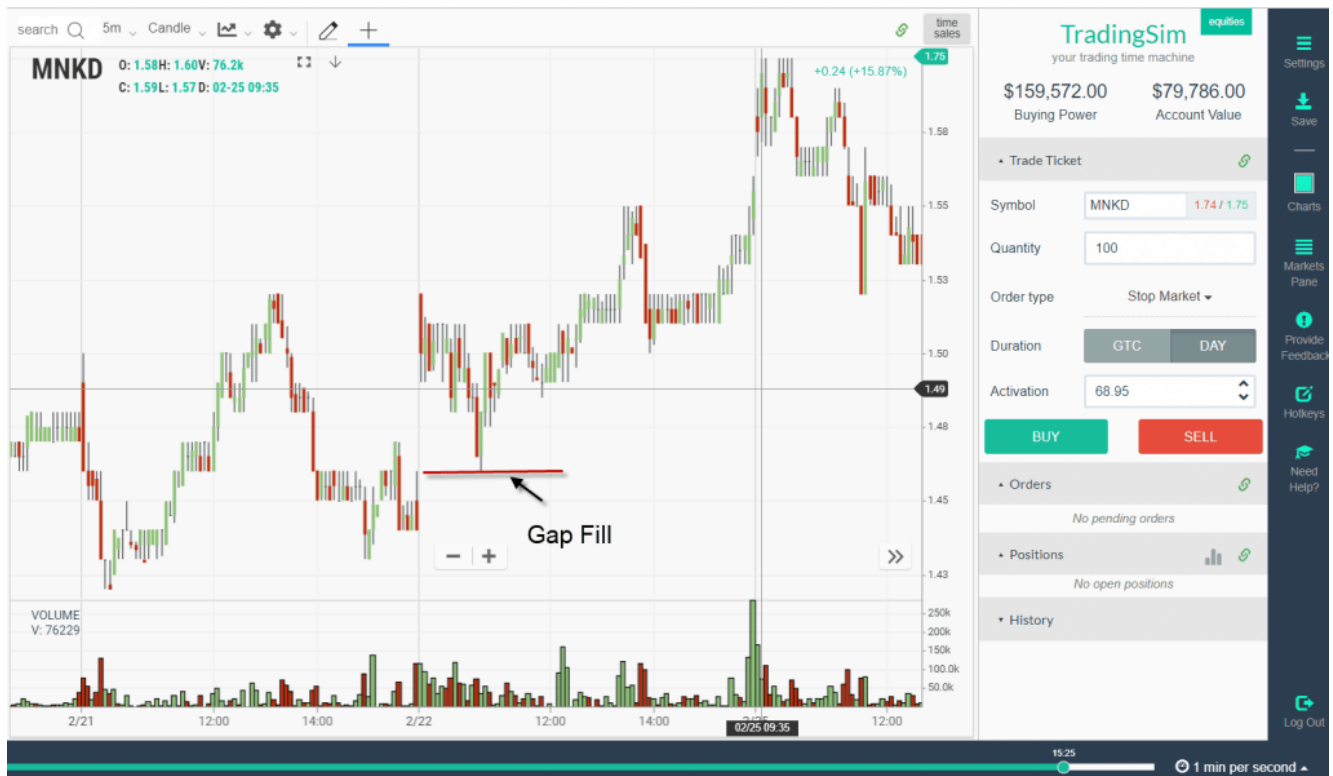 search 5m Candle time sales
MNKD O: 1.58H: 1.60V: 76.2k
C: 1.59L: 1.57 D: 02-25 09:35
+0.24 (+15.87%)
1.75
1.58
1.55
1.53
1.50
1.49
1.48
1.45
1.43
Gap Fill
− +
VOLUME
V: 76229
250k
200k
150k
100.0k
50.0k
2/21 12:00 14:00 2/22 12:00 14:00 12:00
02/25 09:35
equities
TradingSim
your trading time machine
$159,572.00 $79,786.00
Buying Power Account Value
Trade Ticket
Symbol MNKD 1.74 / 1.75
Quantity 100
Order type Stop Market
Duration GTC DAY
Activation 68.95
BUY SELL
Orders
No pending orders
Positions
No open positions
History
Settings
Save
Charts
Markets
Pane
Provide
Feedback
Hotkeys
Need
Help?
Log Out
15:25
1 min per second